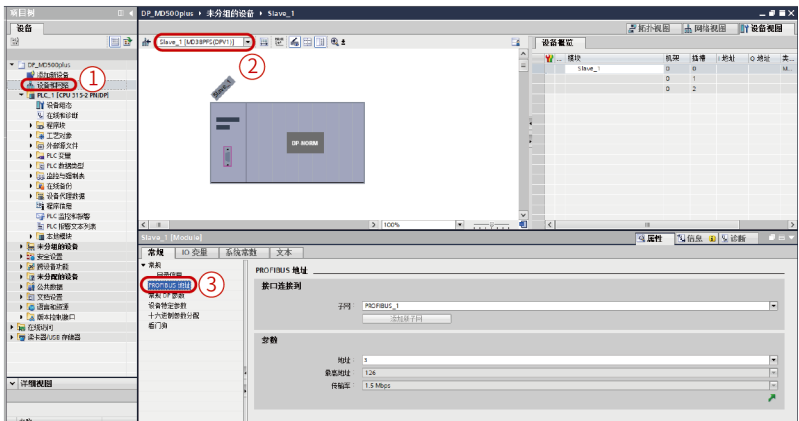 项目树
DP_MD500plus ▸ 未分组的设备 ▸ Slave_1
设备
拓扑视图
网络视图
设备视图
Slave_1 [MD38PFS(DPV1)]
设备概览
模块
机架
插槽
I 地址
O 地址
类...
Slave_1
0
0
M...
0
1
0
2
DP_MD500plus
添加新设备
设备和网络
PLC_1 [CPU 315-2 PN/DP]
设备组态
在线和诊断
程序块
工艺对象
外部源文件
PLC 变量
PLC 数据类型
监控与强制表
在线备份
设备代理数据
程序信息
PLC 监控和报警
PLC 报警文本列表
本地模块
未分组的设备
安全设置
跨设备功能
未分配的设备
公共数据
文档设置
语言和资源
版本控制接口
在线访问
读卡器/USB 存储器
详细视图
1
2
3
Slave_1
DP-NORM
100%
Slave_1 [Module]
属性
信息
诊断
常规
IO 变量
系统常数
文本
常规
目录信息
PROFIBUS 地址
常规 DP 参数
设备特定参数
十六进制参数分配
看门狗
PROFIBUS 地址
接口连接到
子网
PROFIBUS_1
添加新子网
参数
地址
3
最高地址
126
传输率
1.5 Mbps